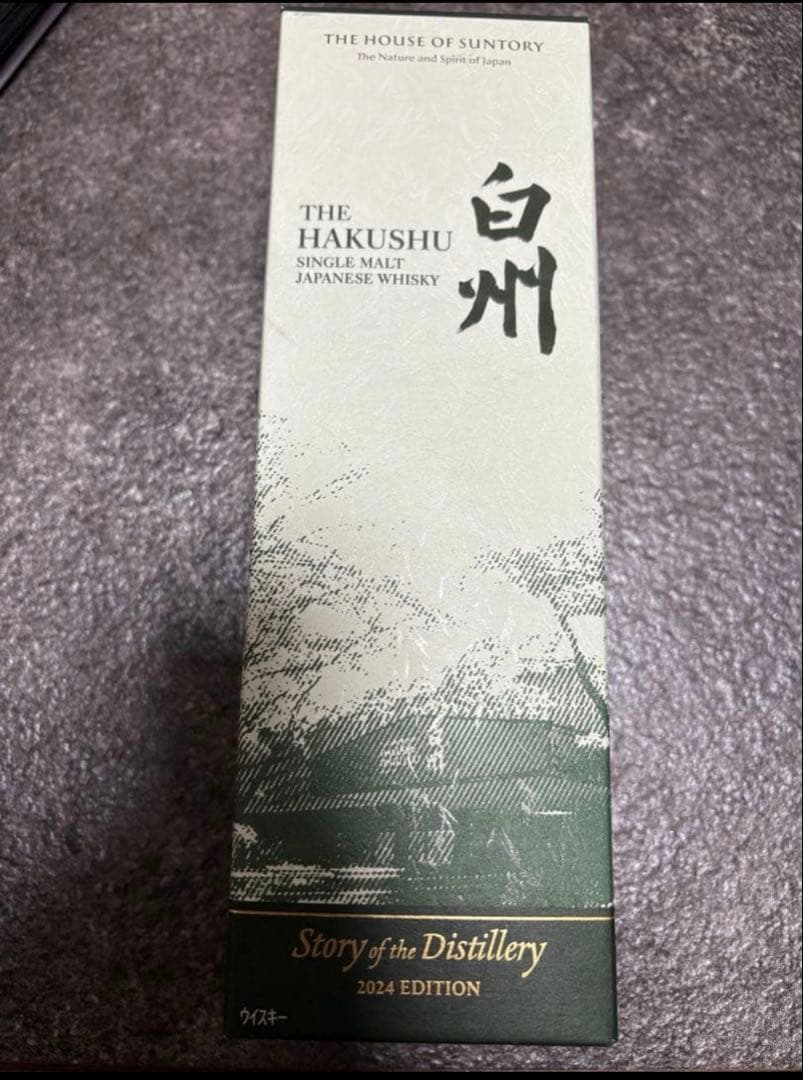 THE HOUSE OF SUNTORY
The Nature and Spirit of Japan
白州
THE
HAKUSHU
SINGLE MALT
JAPANESE WHISKY
Story of the Distillery
2024 EDITION
ウイスキー